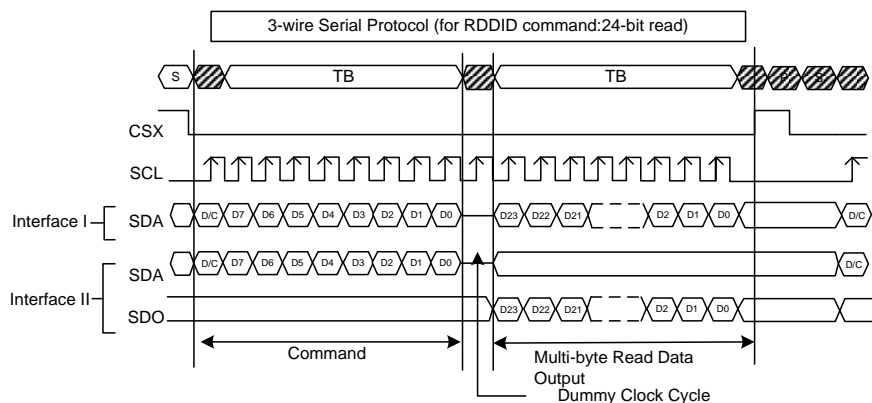 3-wire Serial Protocol (for RDDID command:24-bit read)
S TB TB P S
CSX
SCL
Interface I SDA D/C D7 D6 D5 D4 D3 D2 D1 D0 D23 D22 D21 D2 D1 D0 D/C
Interface II
SDA D/C D7 D6 D5 D4 D3 D2 D1 D0 D/C
SDO D23 D22 D21 D2 D1 D0
Command
Multi-byte Read Data
Output
Dummy Clock Cycle